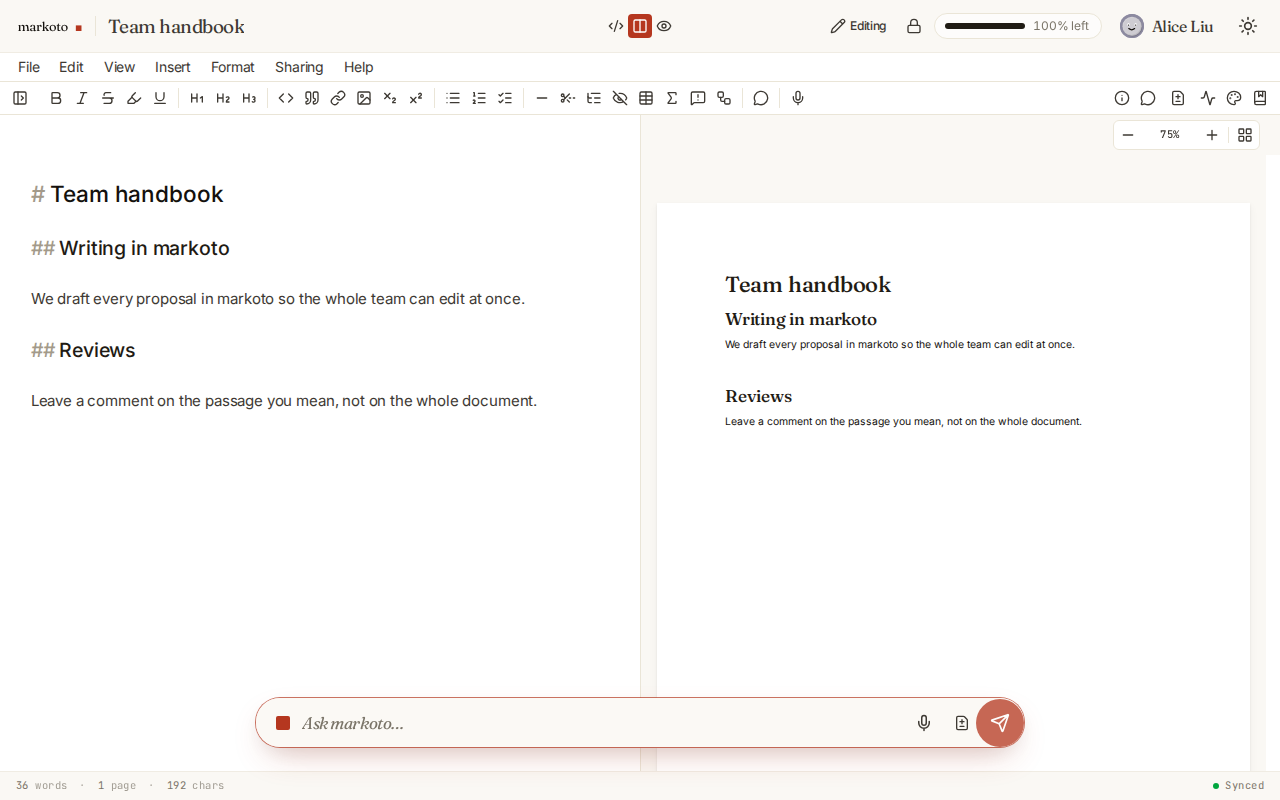 markoto
Team handbook
Editing
100% left
Alice Liu
File Edit View Insert Format Sharing Help
H1 H2 H3
75%
# Team handbook
## Writing in markoto
We draft every proposal in markoto so the whole team can edit at once.
## Reviews
Leave a comment on the passage you mean, not on the whole document.
Team handbook
Writing in markoto
We draft every proposal in markoto so the whole team can edit at once.
Reviews
Leave a comment on the passage you mean, not on the whole document.
Ask markoto...
36 words · 1 page · 192 chars
Synced